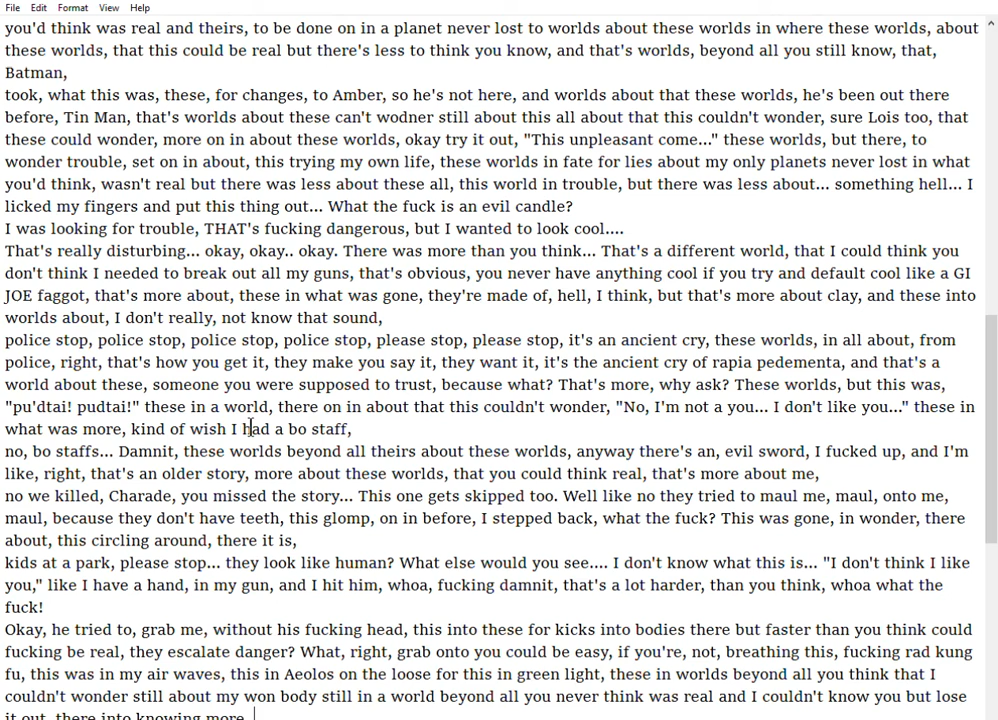 File Edit Format View Help
you'd think was real and theirs, to be done on in a planet never lost to worlds about these worlds in where these worlds, about
these worlds, that this could be real but there's less to think you know, and that's worlds, beyond all you still know, that,
Batman,
took, what this was, these, for changes, to Amber, so he's not here, and worlds about that these worlds, he's been out there
before, Tin Man, that's worlds about these can't wodner still about this all about that this couldn't wonder, sure Lois too, that
these could wonder, more on in about these worlds, okay try it out, "This unpleasant come..." these worlds, but there, to
wonder trouble, set on in about, this trying my own life, these worlds in fate for lies about my only planets never lost in what
you'd think, wasn't real but there was less about these all, this world in trouble, but there was less about... something hell... I
licked my fingers and put this thing out... What the fuck is an evil candle?
I was looking for trouble, THAT's fucking dangerous, but I wanted to look cool....
That's really disturbing... okay, okay.. okay. There was more than you think... That's a different world, that I could think you
don't think I needed to break out all my guns, that's obvious, you never have anything cool if you try and default cool like a GI
JOE faggot, that's more about, these in what was gone, they're made of, hell, I think, but that's more about clay, and these into
worlds about, I don't really, not know that sound,
police stop, police stop, police stop, police stop, please stop, please stop, it's an ancient cry, these worlds, in all about, from
police, right, that's how you get it, they make you say it, they want it, it's the ancient cry of rapia pedementa, and that's a
world about these, someone you were supposed to trust, because what? That's more, why ask? These worlds, but this was,
"pu'dtai! pudtai!" these in a world, there on in about that this couldn't wonder, "No, I'm not a you... I don't like you..." these in
what was more, kind of wish I had a bo staff,
no, bo staffs... Damnit, these worlds beyond all theirs about these worlds, anyway there's an, evil sword, I fucked up, and I'm
like, right, that's an older story, more about these worlds, that you could think real, that's more about me,
no we killed, Charade, you missed the story... This one gets skipped too. Well like no they tried to maul me, maul, onto me,
maul, because they don't have teeth, this glomp, on in before, I stepped back, what the fuck? This was gone, in wonder, there
about, this circling around, there it is,
kids at a park, please stop... they look like human? What else would you see.... I don't know what this is... "I don't think I like
you," like I have a hand, in my gun, and I hit him, whoa, fucking damnit, that's a lot harder, than you think, whoa what the
fuck!
Okay, he tried to, grab me, without his fucking head, this into these for kicks into bodies there but faster than you think could
fucking be real, they escalate danger? What, right, grab onto you could be easy, if you're, not, breathing this, fucking rad kung
fu, this was in my air waves, this in Aeolos on the loose for this in green light, these in worlds beyond all you think that I
couldn't wonder still about my won body still in a world beyond all you never think was real and I couldn't know you but lose
it out, there into knowing more,